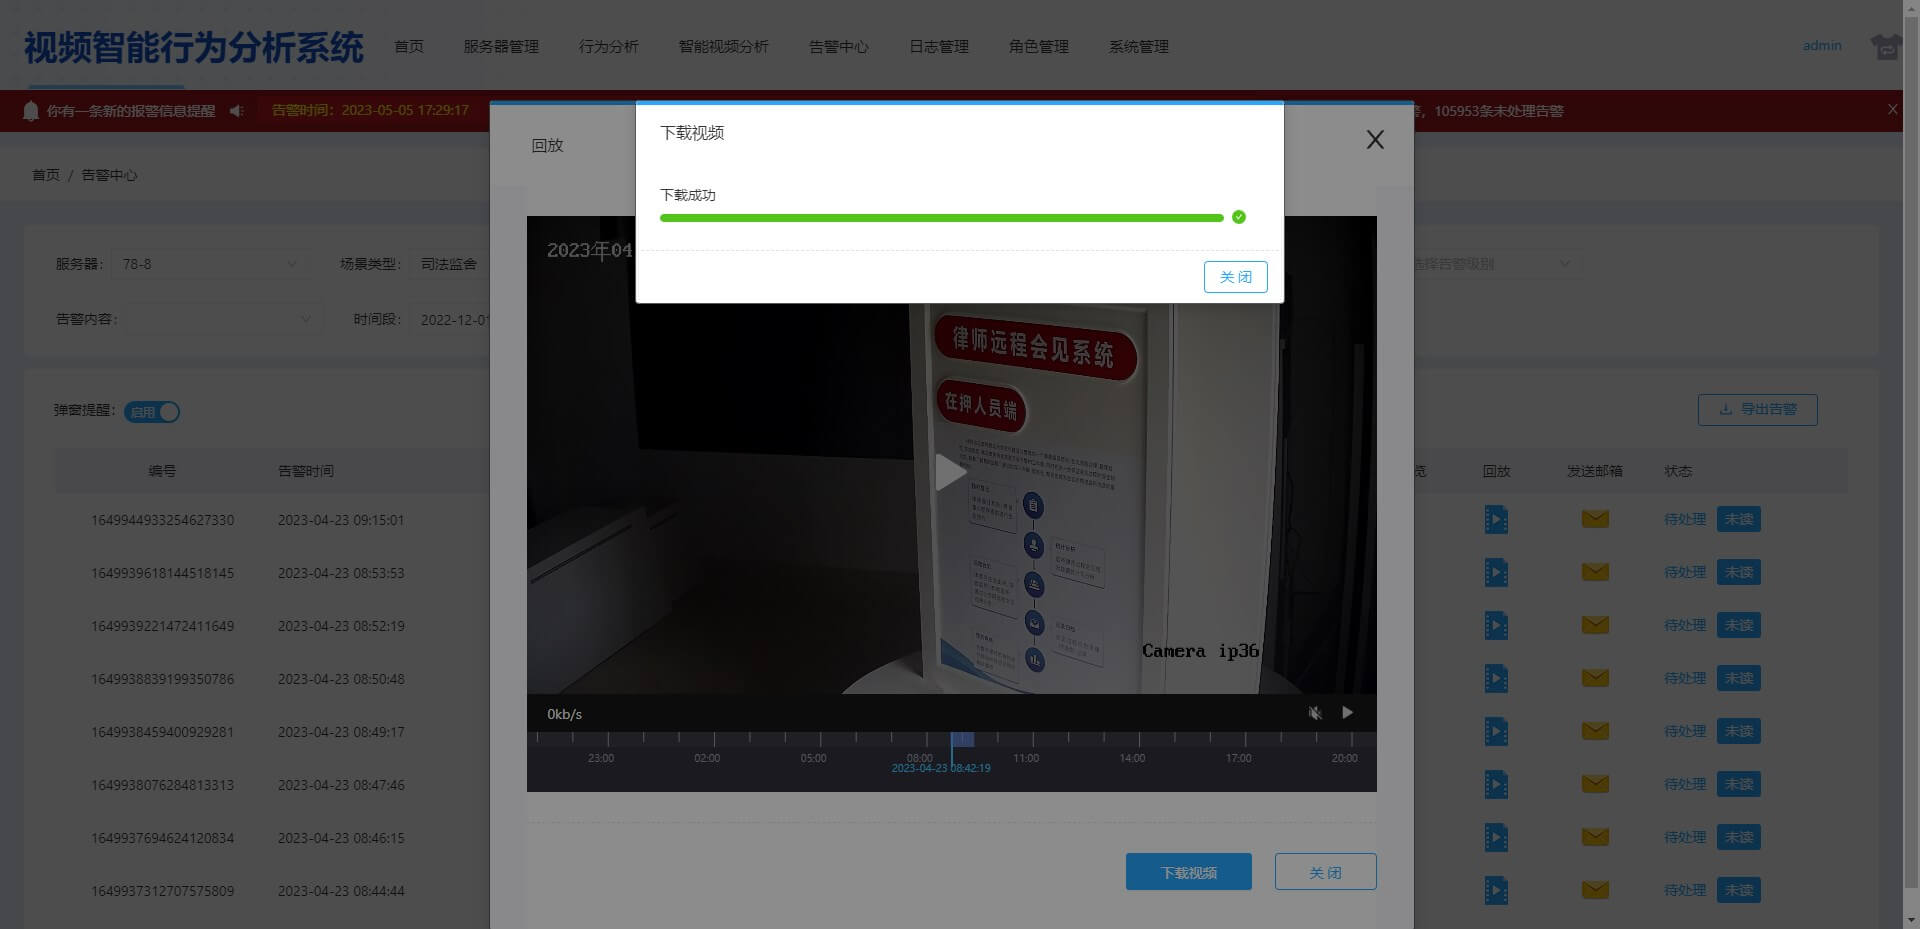 视频智能行为分析系统
首页
服务器管理
行为分析
智能视频分析
告警中心
日志管理
角色管理
系统管理
admin
你有一条新的报警信息提醒
告警时间：2023-05-05 17:29:17
，105953条未处理告警
首页 / 告警中心
回放
X
下载视频
下载成功
关 闭
服务器：
78-8
场景类型：
司法监舍
选择告警级别
告警内容：
时间段：
2022-12-01
弹窗提醒：
启用
导出告警
编号
告警时间
览
回放
发送邮箱
状态
1649944933254627330
2023-04-23 09:15:01
待处理
未读
1649939618144518145
2023-04-23 08:53:53
待处理
未读
1649939221472411649
2023-04-23 08:52:19
待处理
未读
1649938839199350786
2023-04-23 08:50:48
待处理
未读
1649938459400929281
2023-04-23 08:49:17
待处理
未读
1649938076284813313
2023-04-23 08:47:46
待处理
未读
1649937694624120834
2023-04-23 08:46:15
待处理
未读
1649937312707575809
2023-04-23 08:44:44
待处理
未读
2023年04
律师远程会见系统
在押人员端
Camera ip36
0kb/s
23:00
02:00
05:00
08:00
11:00
14:00
17:00
20:00
2023-04-23 08:42:19
下载视频
关 闭